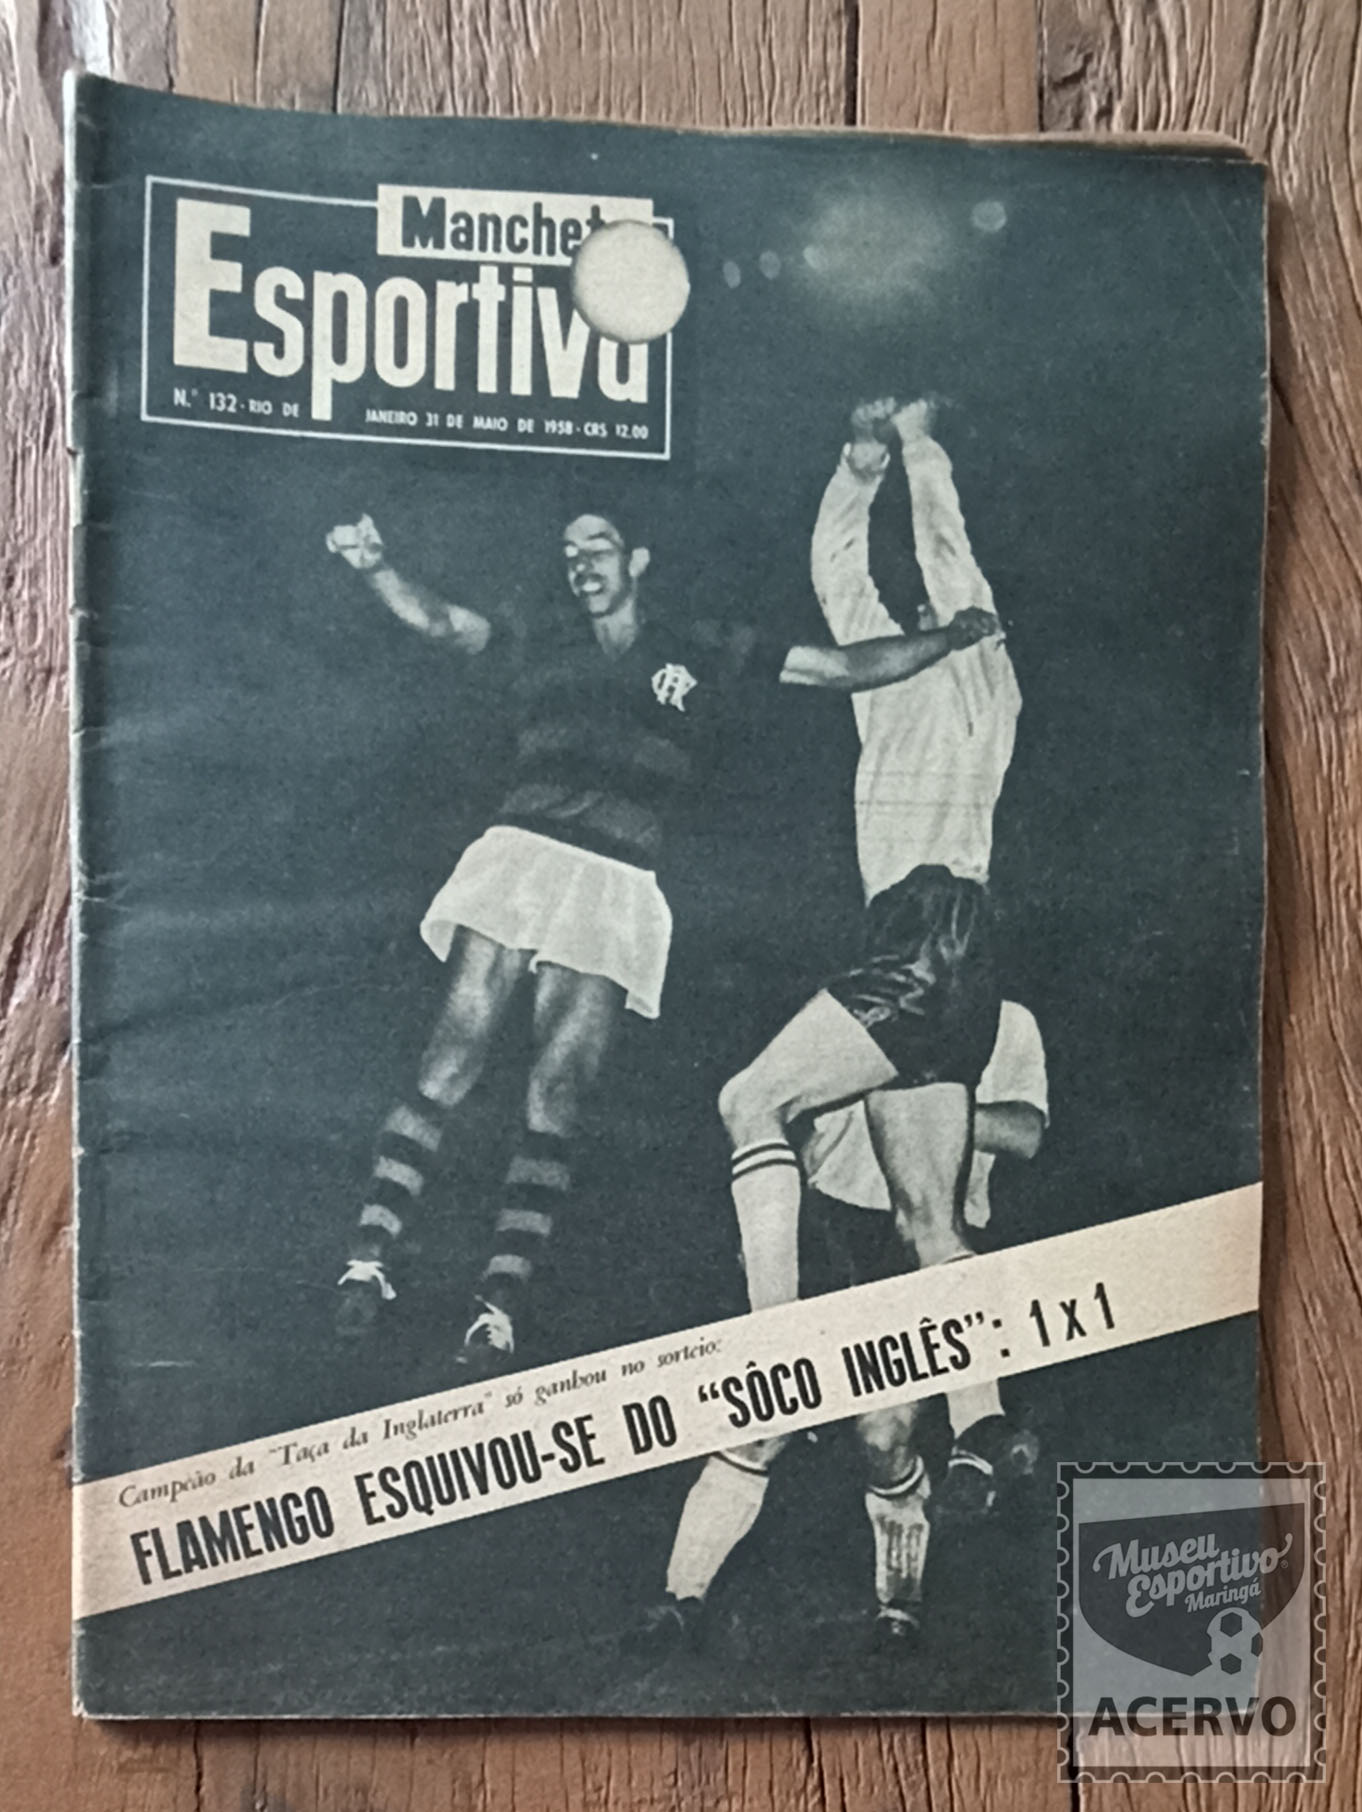 Manchete
Esportiva
N.º 132 - RIO DE JANEIRO 31 DE MAIO DE 1958 - CR$ 12,00
Campeão da "Taça da Inglaterra" só ganhou no sorteio:
FLAMENGO ESQUIVOU-SE DO "SÔCO INGLÊS": 1 X 1
Museu
Esportivo
Maringá
ACERVO